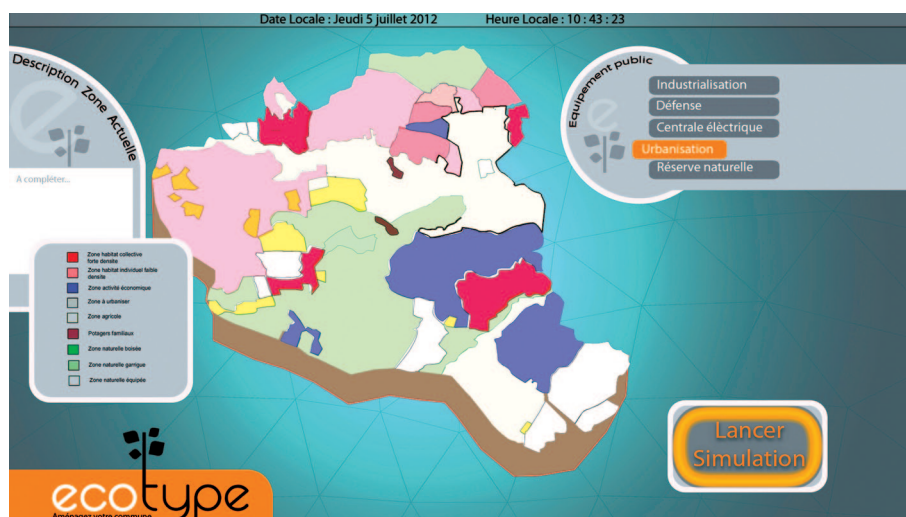 Date Locale : Jeudi 5 juillet 2012 Heure Locale : 10 : 43 : 23
Description Zone Actuelle
A compléter...
Equipement public
Industrialisation
Défense
Centrale élèctrique
Urbanisation
Réserve naturelle
Zone habitat collective
forte densite
Zone habitat individuel faible
densite
Zone activité économique
Zone à urbaniser
Zone agricole
Potagers familiaux
Zone naturelle boisée
Zone naturelle garrigue
Zone naturelle équipée
Lancer
Simulation
ecotype
Aménagez votre commune